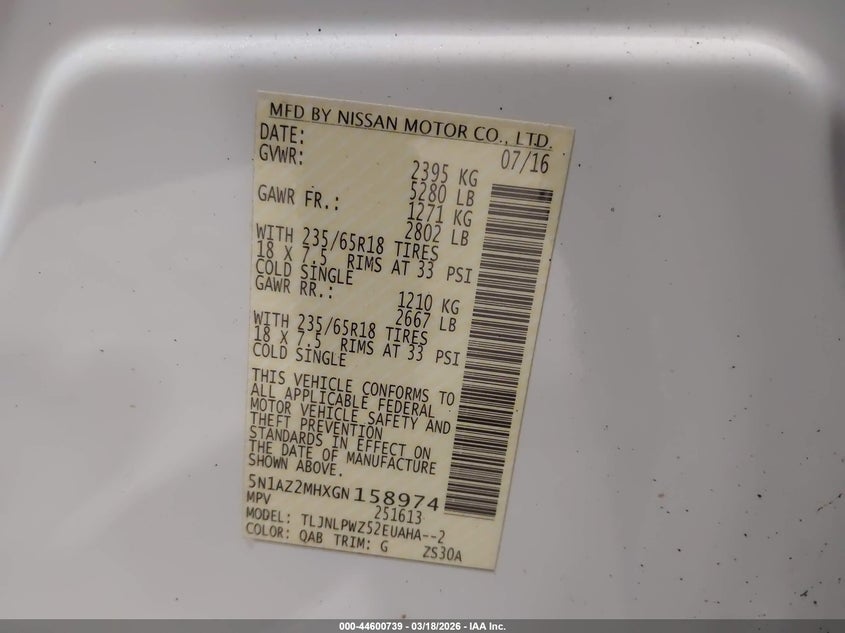 MFD BY NISSAN MOTOR CO., LTD.
DATE: 07/16
GVWR: 2395 KG
5280 LB
GAWR FR.: 1271 KG
2802 LB
WITH 235/65R18 TIRES
18 X 7.5 RIMS AT 33 PSI
COLD SINGLE
GAWR RR.: 1210 KG
2667 LB
WITH 235/65R18 TIRES
18 X 7.5 RIMS AT 33 PSI
COLD SINGLE
THIS VEHICLE CONFORMS TO
ALL APPLICABLE FEDERAL
MOTOR VEHICLE SAFETY AND
THEFT PREVENTION
STANDARDS IN EFFECT ON
THE DATE OF MANUFACTURE
SHOWN ABOVE.
5N1AZ2MHXGN158974
MPV 251613
MODEL: TLJNLPWZ52EUAHA--2
COLOR: QAB TRIM: G ZS30A
000-44600739 - 03/18/2026 - IAA Inc.